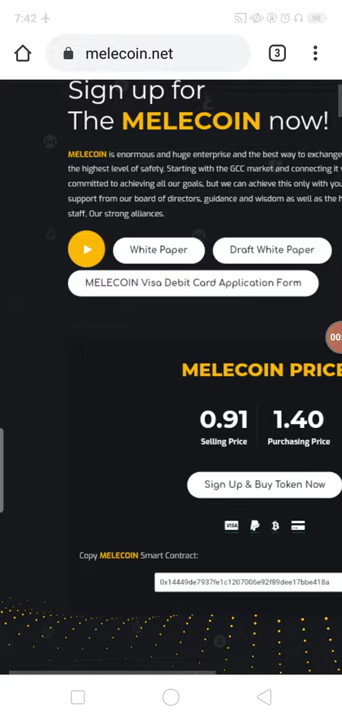 7:42
98
melecoin.net
3
Sign up for
The MELECOIN now!
MELECOIN is enormous and huge enterprise and the best way to exchange
the highest level of safety. Starting with the GCC market and connecting it
committed to achieving all our goals, but we can achieve this only with you
support from our board of directors, guidance and wisdom as well as the h
staff, Our strong alliances.
White Paper
Draft White Paper
MELECOIN Visa Debit Card Application Form
00:
MELECOIN PRICE
0.91 1.40
Selling Price Purchasing Price
Sign Up & Buy Token Now
VISA
Copy MELECOIN Smart Contract:
0x14449de7937fe1c1207006e92f89dee17bbe418a